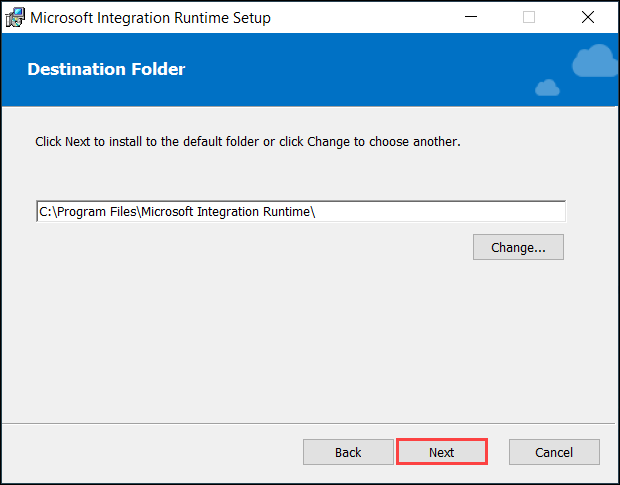 Microsoft Integration Runtime Setup
Destination Folder
Click Next to install to the default folder or click Change to choose another.
C:\Program Files\Microsoft Integration Runtime\
Change...
Back
Next
Cancel